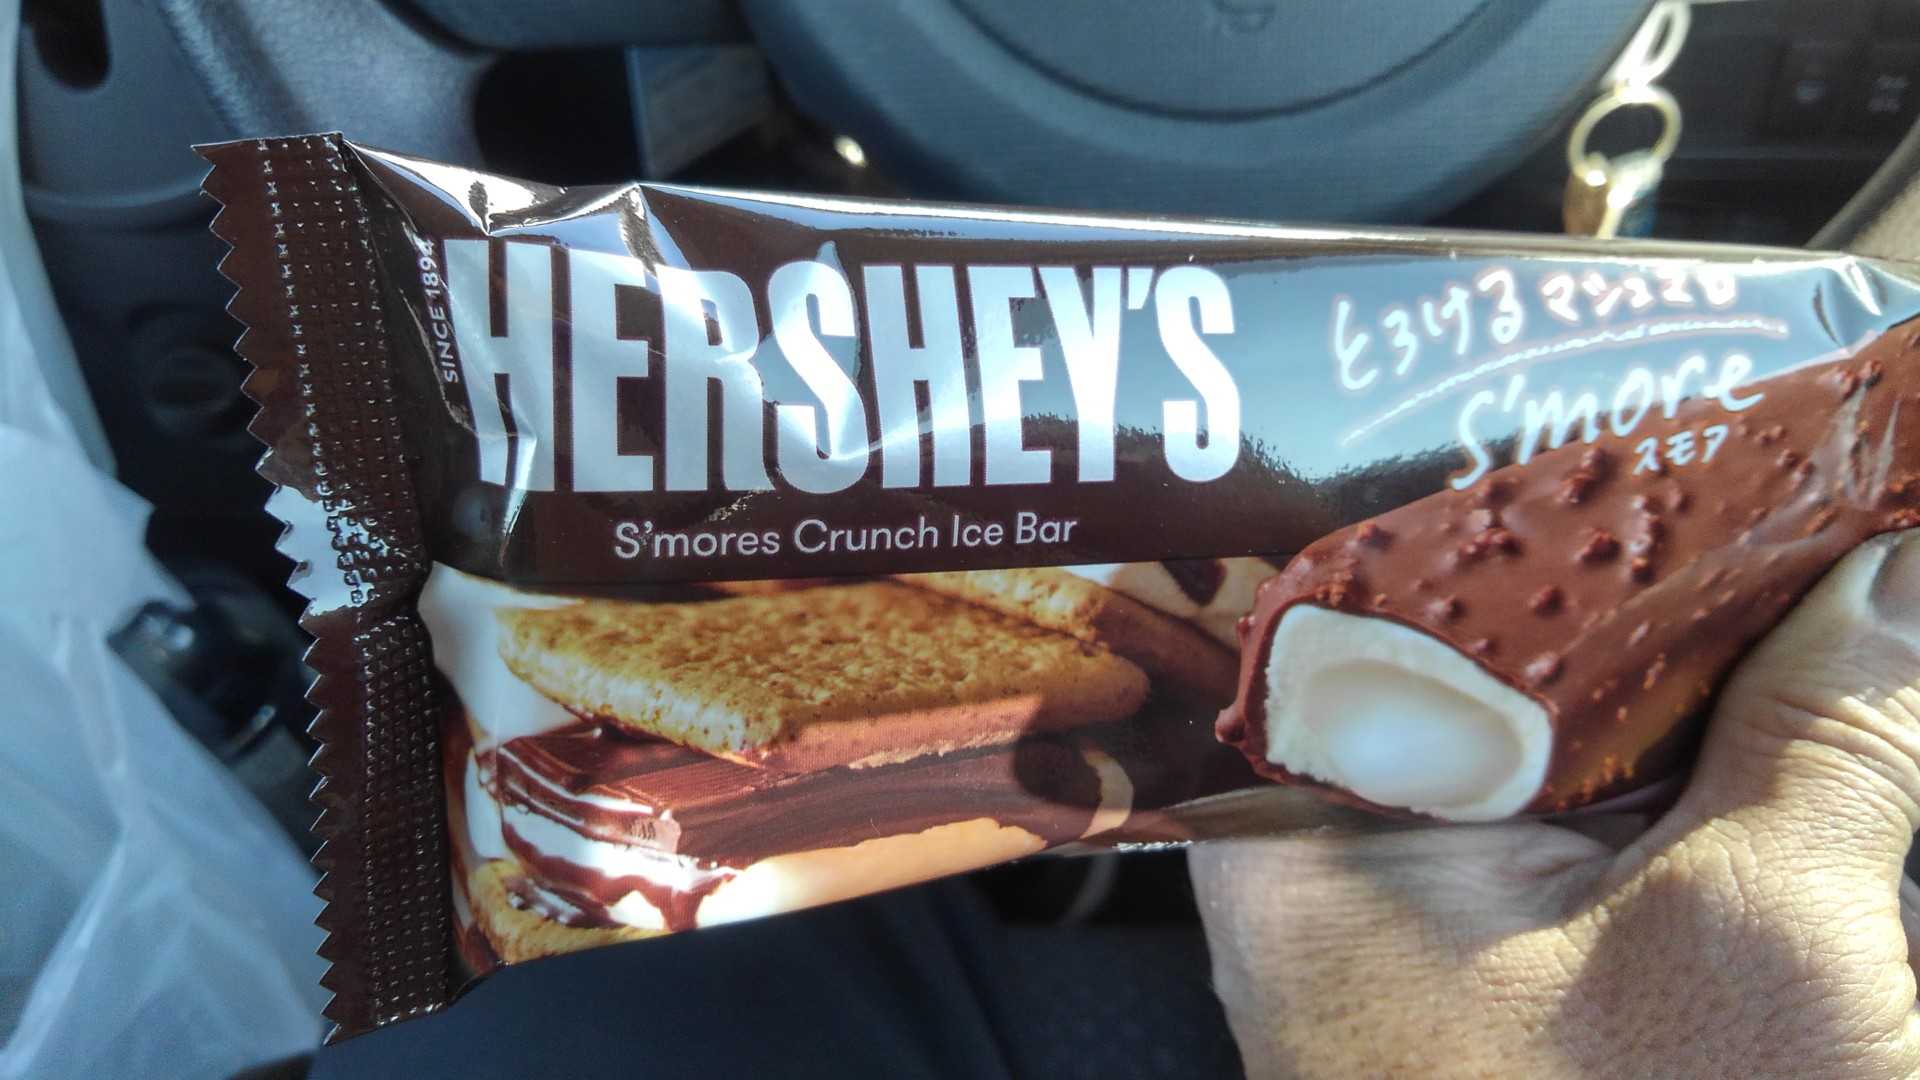 SINCE 1894
HERSHEY'S
とろけるマシュマロ
S'more
スモア
S'mores Crunch Ice Bar